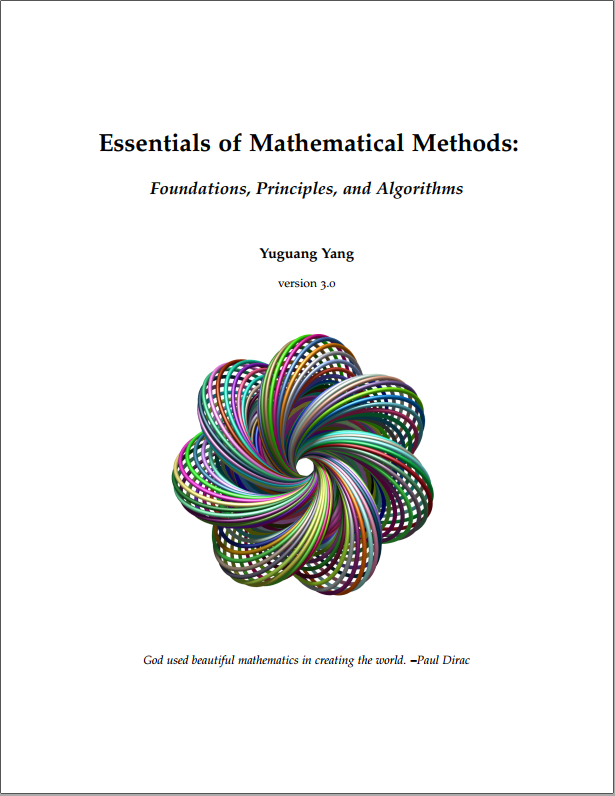 Essentials of Mathematical Methods:
Foundations, Principles, and Algorithms
Yuguang Yang
version 3.0
God used beautiful mathematics in creating the world. –Paul Dirac